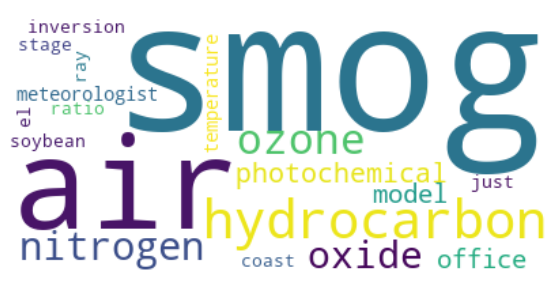 inversion
smog
stage
ray
temperature
meteorologist
ratio
el
soybean
ozone
air
photochemical
just
model
hydrocarbon
nitrogen
oxide
office
coast